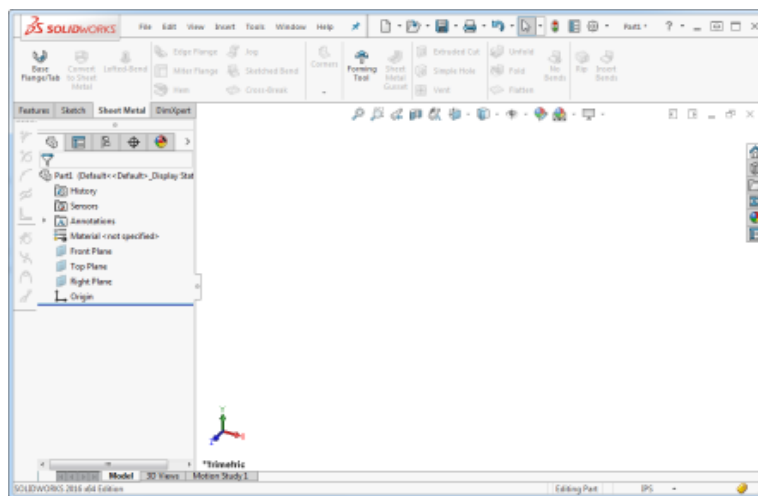 SOLIDWORKS File Edit View Insert Tools Window Help Part1 * ?
Base Flange/Tab
Convert to Sheet Metal
Lofted-Bend
Edge Flange
Miter Flange
Hem
Jog
Sketched Bend
Cross-Break
Corners
Forming Tool
Sheet Metal Gusset
Extruded Cut
Simple Hole
Vent
Unfold
Fold
Flatten
No Bends
Rip
Insert Bends
Features Sketch Sheet Metal DimXpert
Part1 (Default<<Default>_Display Stat
History
Sensors
Annotations
Material <not specified>
Front Plane
Top Plane
Right Plane
Origin
*Trimetric
Model 3D Views Motion Study 1
SOLIDWORKS 2016 x64 Edition Editing Part IPS